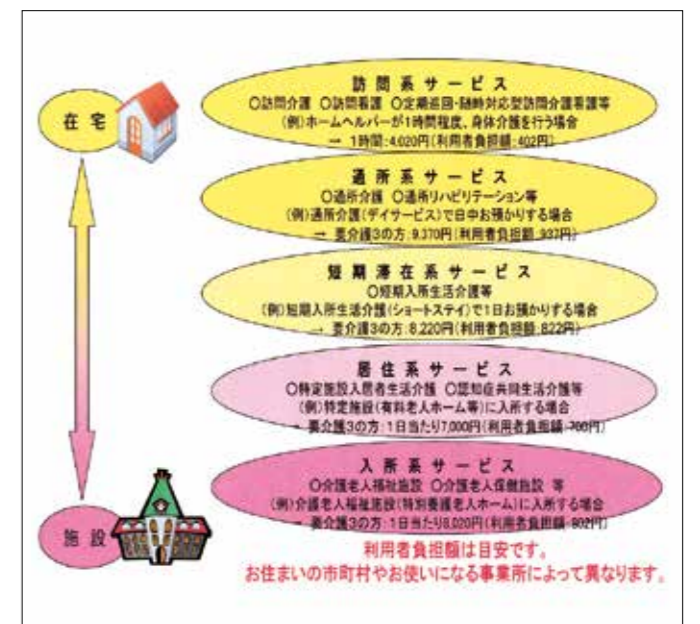 在宅
訪問系サービス
〇訪問介護 〇訪問看護 〇定期巡回・随時対応型訪問介護看護等
(例)ホームヘルパーが1時間程度、身体介護を行う場合
→ 1時間:4,020円(利用者負担額:402円)
通所系サービス
〇通所介護 〇通所リハビリテーション等
(例)通所介護(デイサービス)で日中お預かりする場合
→ 要介護3の方:9,370円(利用者負担額:937円)
短期滞在系サービス
〇短期入所生活介護等
(例)短期入所生活介護(ショートステイ)で1日お預かりする場合
→ 要介護3の方:8,220円(利用者負担額:822円)
居住系サービス
〇特定施設入居者生活介護 〇認知症共同生活介護等
(例)特定施設(有料老人ホーム等)に入所する場合
→ 要介護3の方:1日当たり7,000円(利用者負担額:700円)
入所系サービス
〇介護老人福祉施設 〇介護老人保健施設 等
(例)介護老人福祉施設(特別養護老人ホーム)に入所する場合
→ 要介護3の方:1日当たり8,020円(利用者負担額:802円)
施設
利用者負担額は目安です。
お住まいの市町村やお使いになる事業所によって異なります。